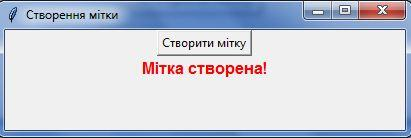 Створення мітки
Створити мітку
Мітка створена!